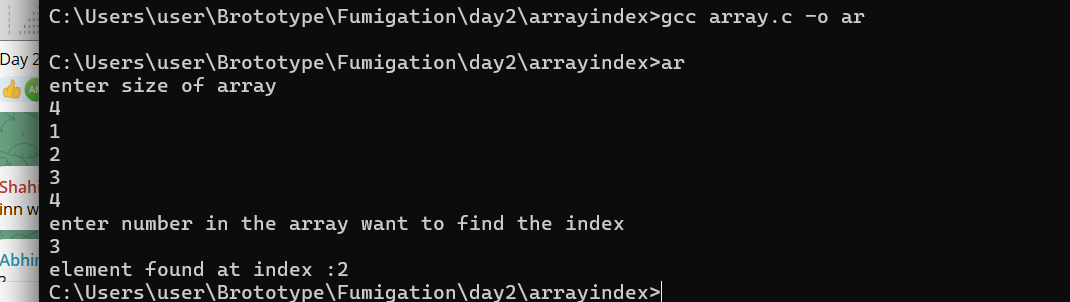 C:\Users\user\Brototype\Fumigation\day2\arrayindex>gcc array.c -o ar
C:\Users\user\Brototype\Fumigation\day2\arrayindex>ar
enter size of array
4
1
2
3
4
enter number in the array want to find the index
3
element found at index :2
C:\Users\user\Brototype\Fumigation\day2\arrayindex>
Day 2
Shahi
inn w
Abhir